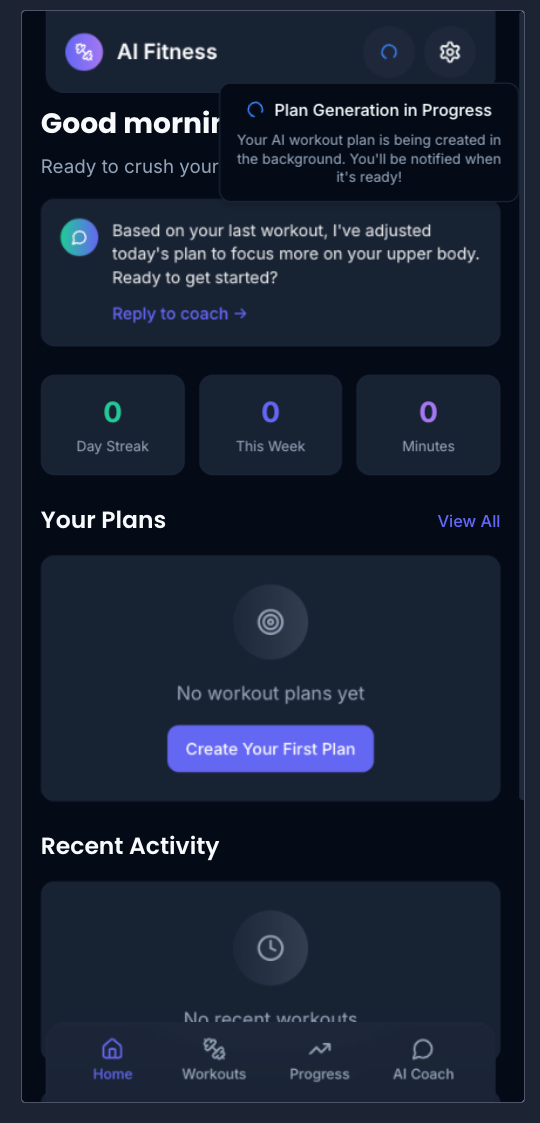 AI Fitness
Plan Generation in Progress
Your AI workout plan is being created in
the background. You'll be notified when
it's ready!
Good mornin
Ready to crush your
Based on your last workout, I've adjusted
today's plan to focus more on your upper body.
Ready to get started?
Reply to coach →
0
Day Streak
0
This Week
0
Minutes
Your Plans
View All
No workout plans yet
Create Your First Plan
Recent Activity
No recent workouts
Home
Workouts
Progress
AI Coach